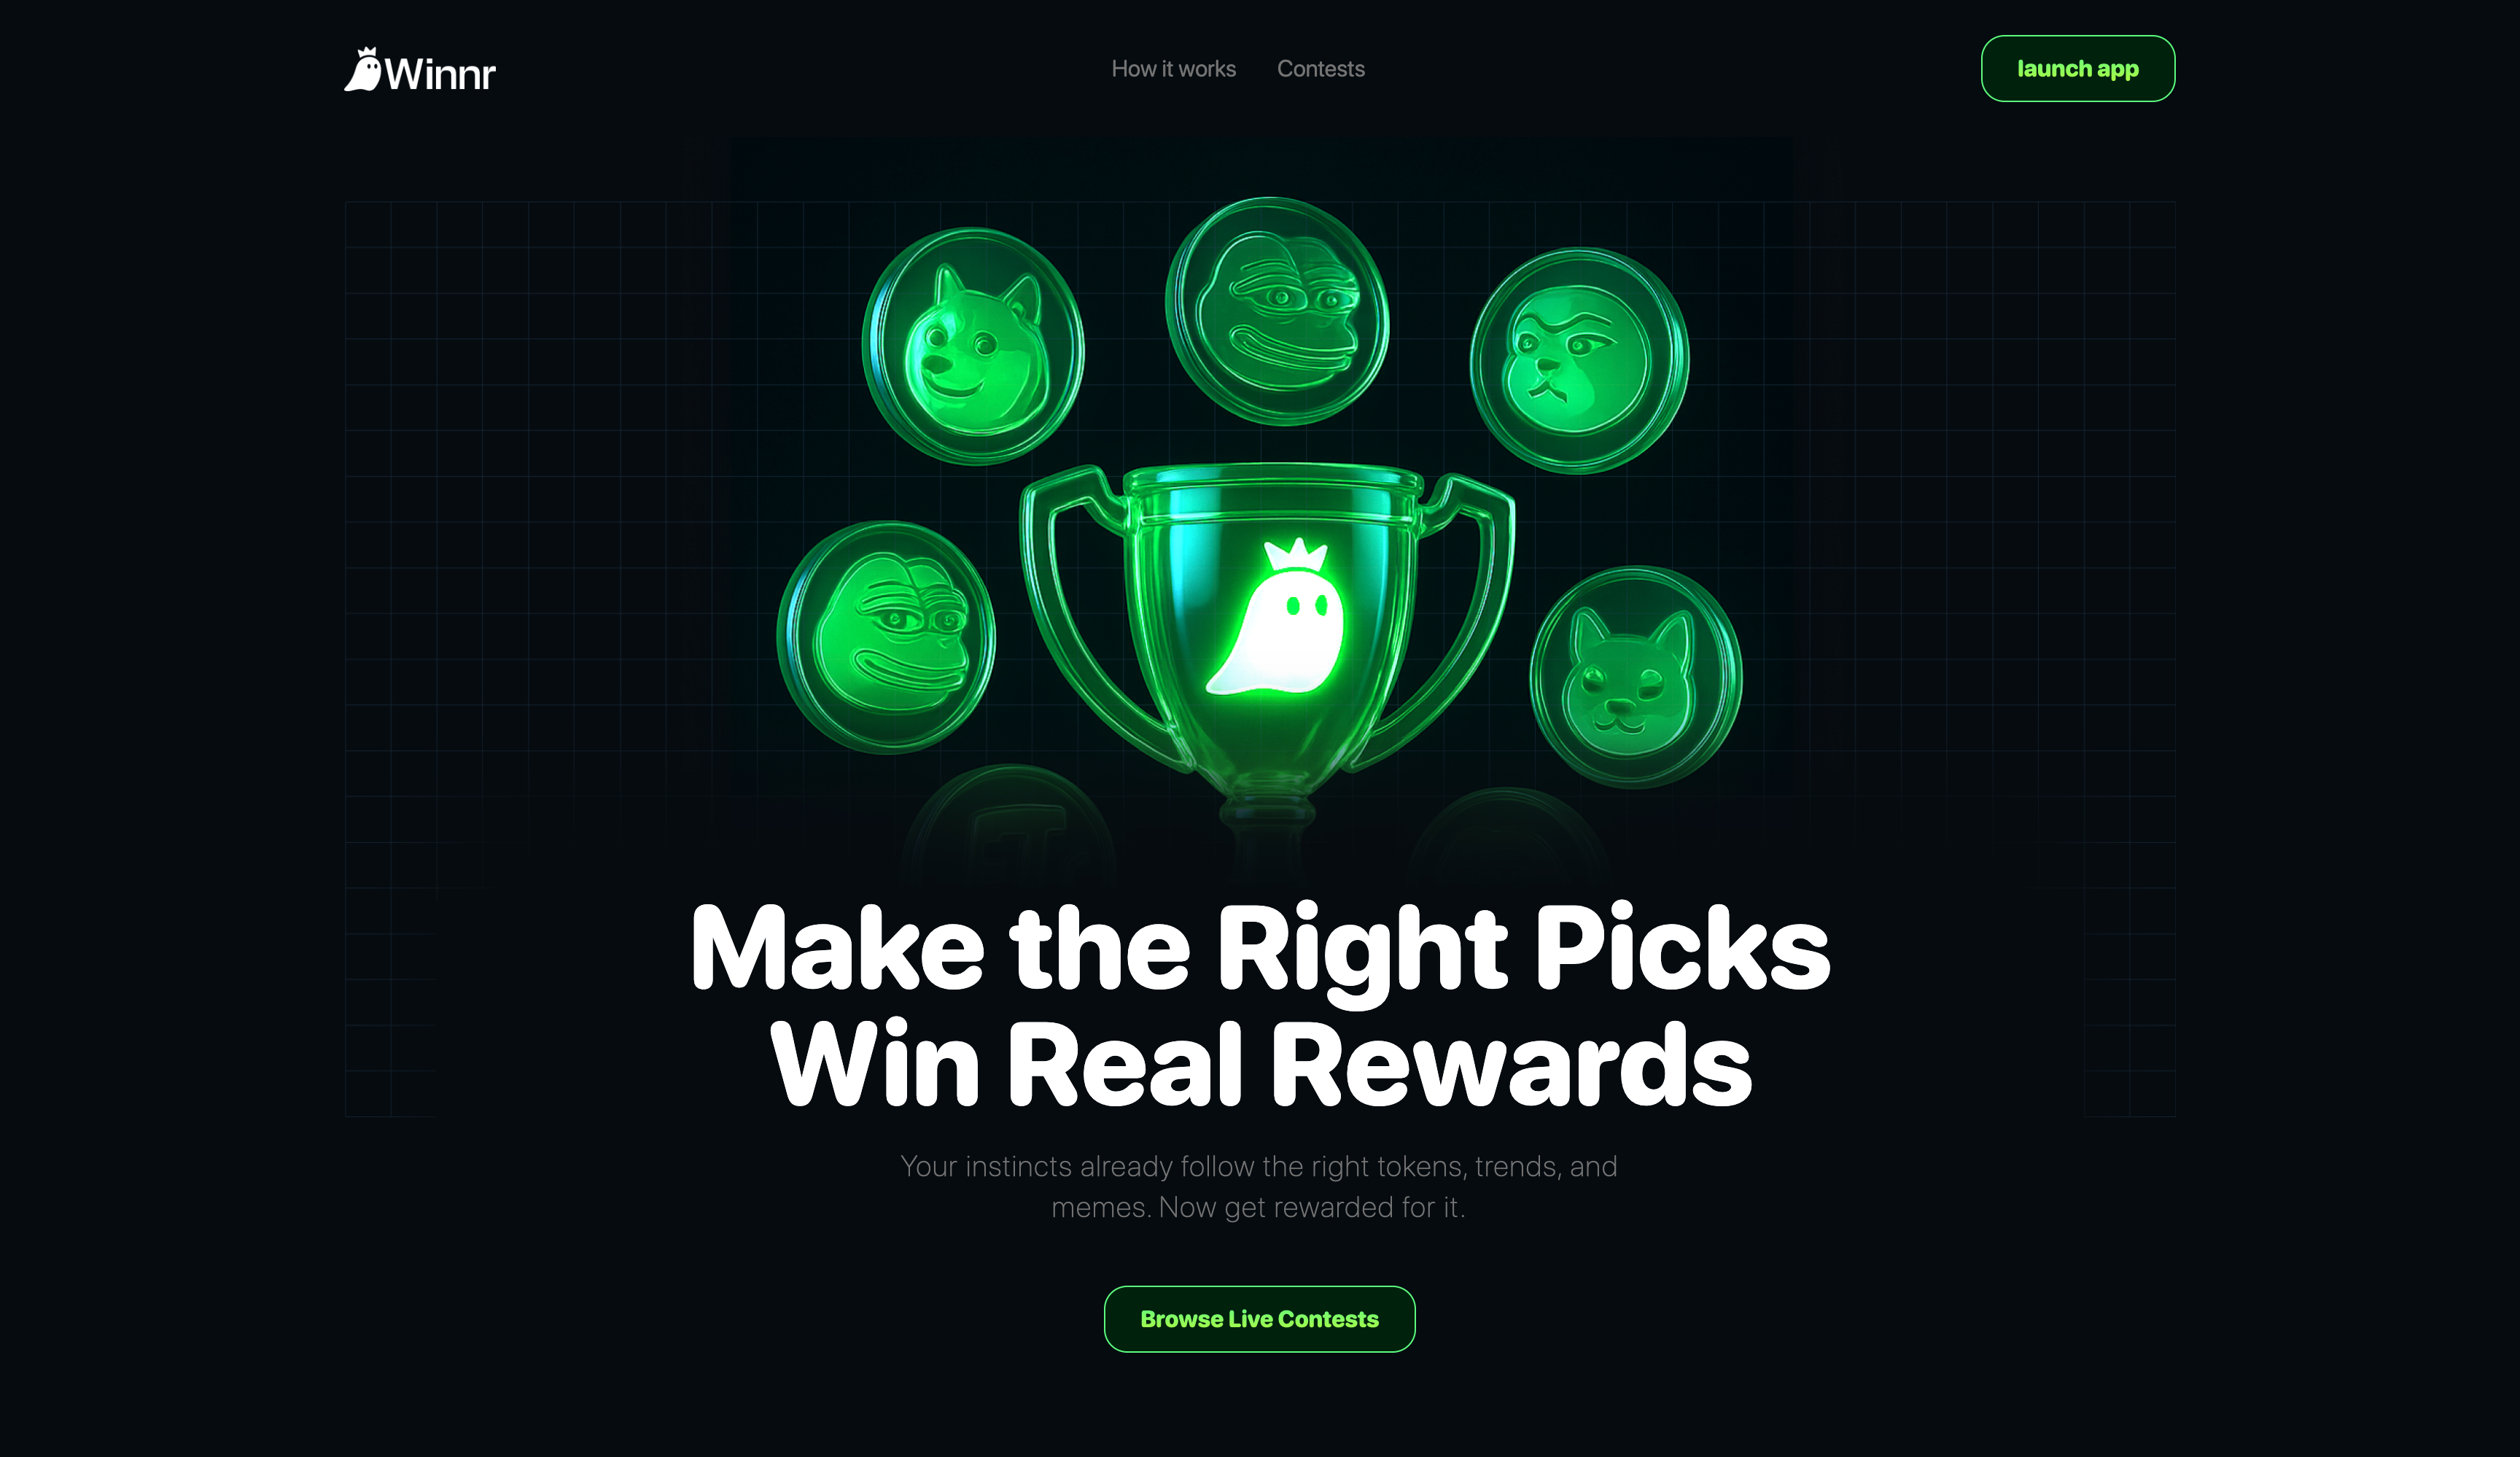 Winnr
How it works
Contests
launch app
Make the Right Picks
Win Real Rewards
Your instincts already follow the right tokens, trends, and
memes. Now get rewarded for it.
Browse Live Contests